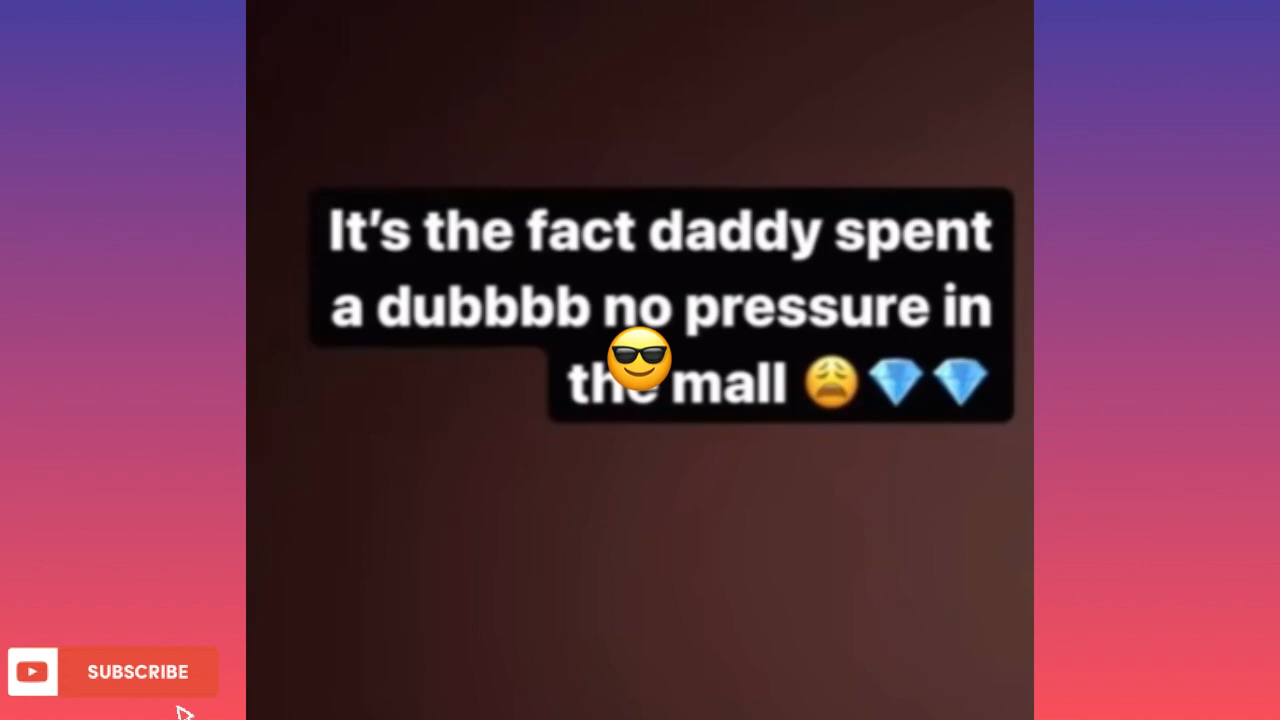 It’s the fact daddy spent
a dubbbb no pressure in
the mall 😩💎💎
SUBSCRIBE